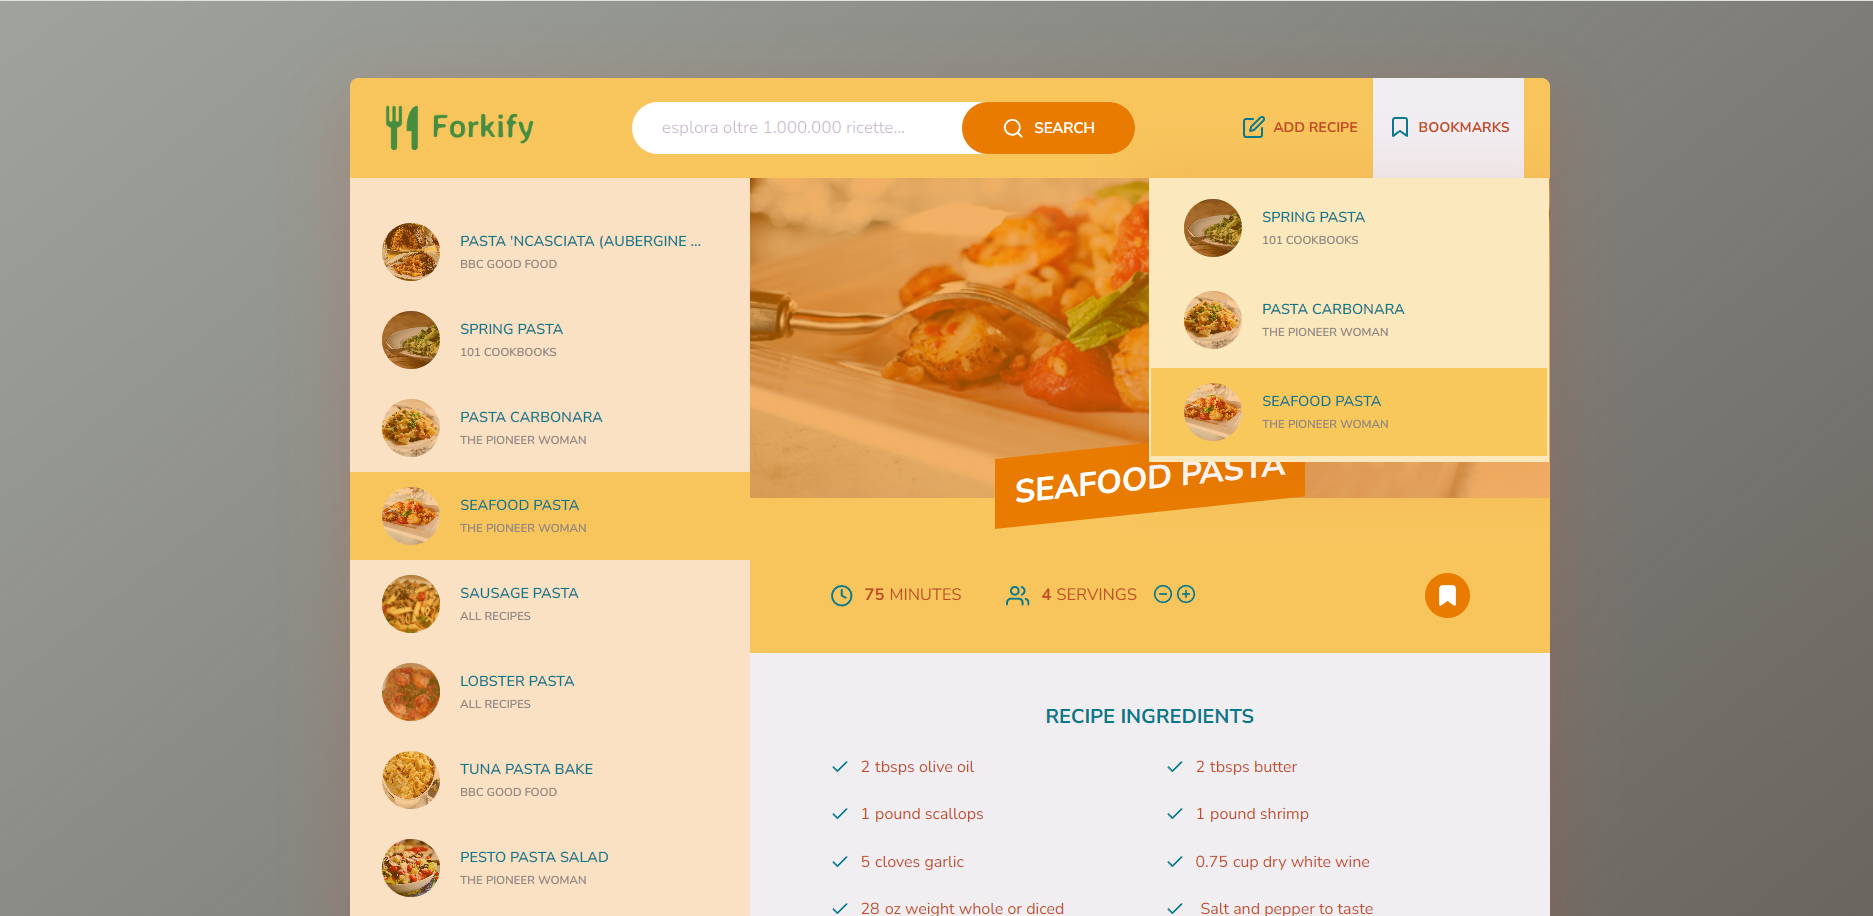 Forkify
esplora oltre 1.000.000 ricette...
SEARCH
ADD RECIPE
BOOKMARKS
PASTA 'NCASCIATA (AUBERGINE ...
BBC GOOD FOOD
SPRING PASTA
101 COOKBOOKS
PASTA CARBONARA
THE PIONEER WOMAN
SEAFOOD PASTA
THE PIONEER WOMAN
SAUSAGE PASTA
ALL RECIPES
LOBSTER PASTA
ALL RECIPES
TUNA PASTA BAKE
BBC GOOD FOOD
PESTO PASTA SALAD
THE PIONEER WOMAN
SPRING PASTA
101 COOKBOOKS
PASTA CARBONARA
THE PIONEER WOMAN
SEAFOOD PASTA
THE PIONEER WOMAN
SEAFOOD PASTA
75 MINUTES
4 SERVINGS
RECIPE INGREDIENTS
2 tbsps olive oil
2 tbsps butter
1 pound scallops
1 pound shrimp
5 cloves garlic
0.75 cup dry white wine
28 oz weight whole or diced
Salt and pepper to taste